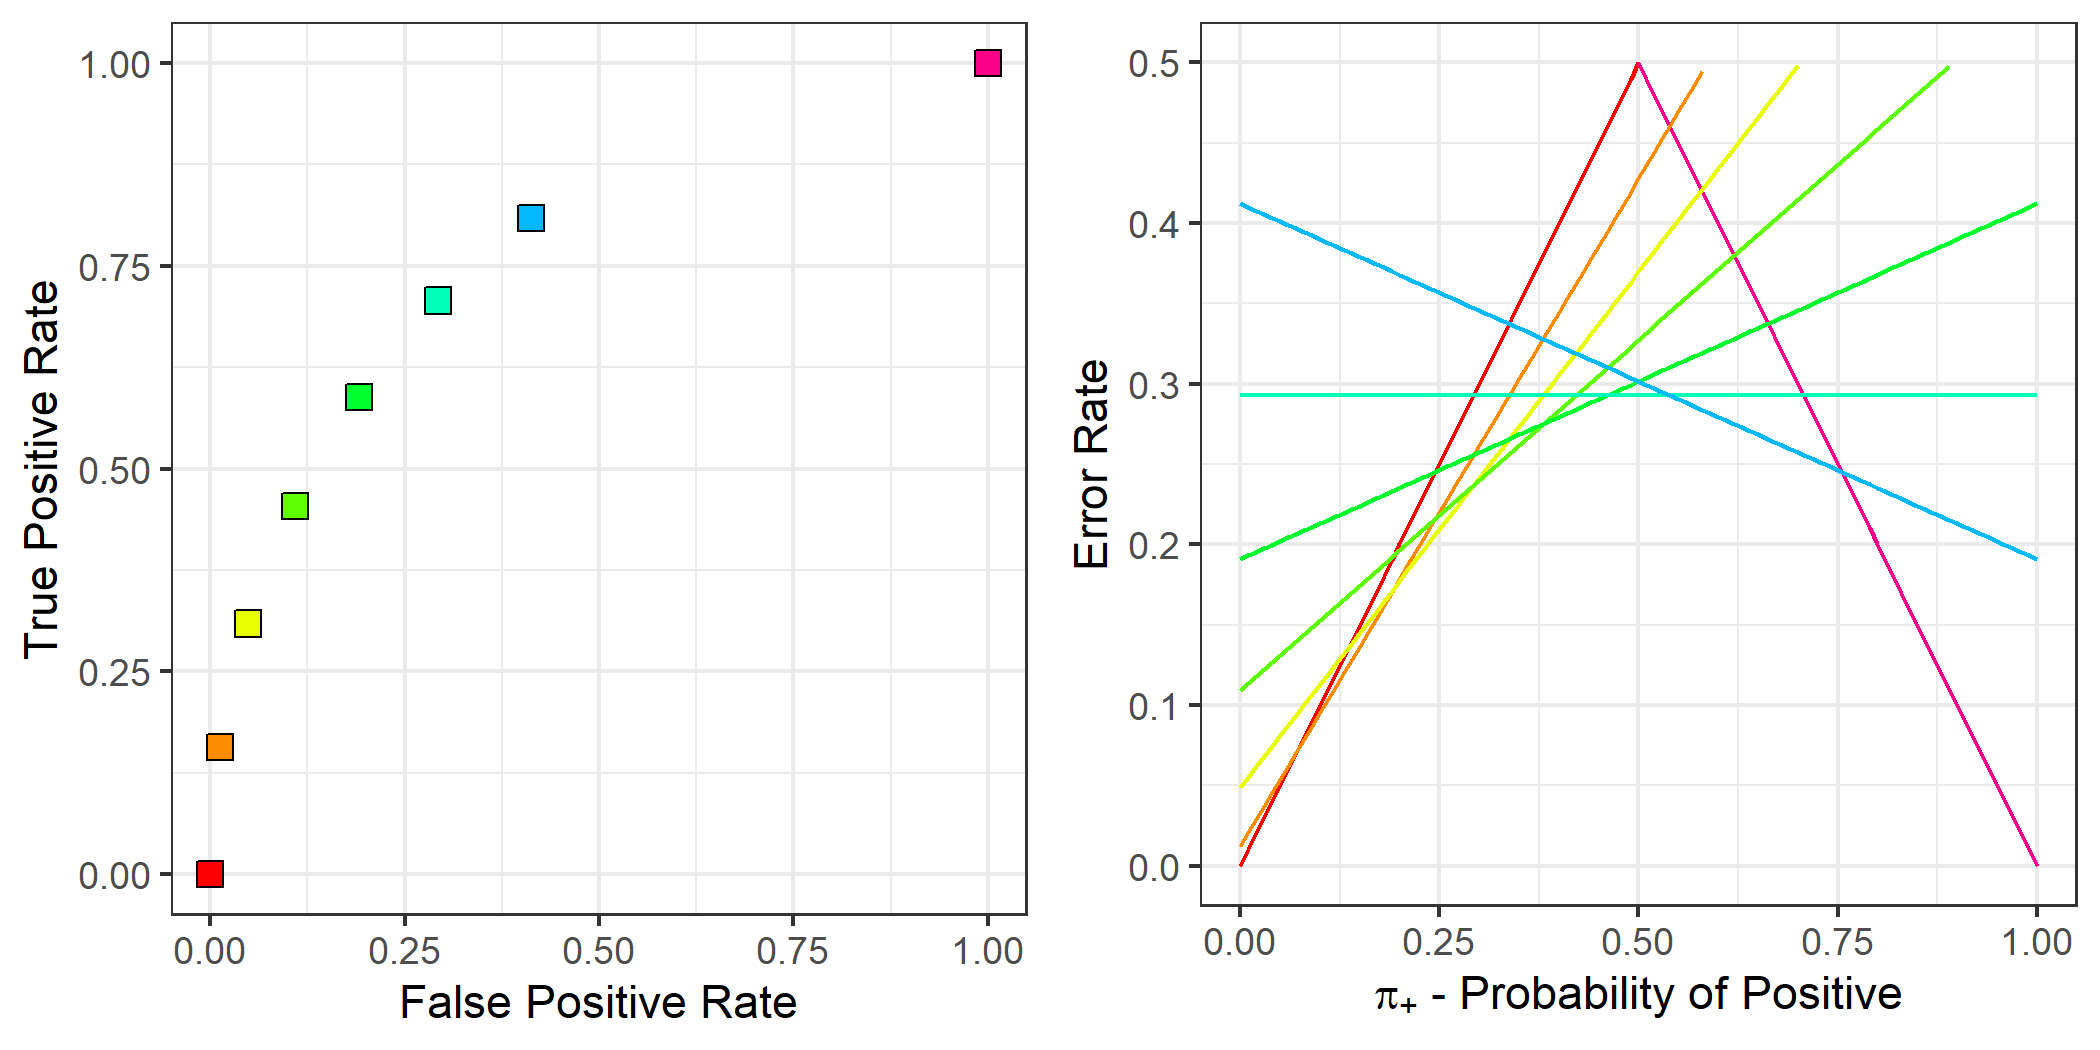 True Positive Rate
1.00
0.75
0.50
0.25
0.00
0.00 0.25 0.50 0.75 1.00
False Positive Rate
Error Rate
0.5
0.4
0.3
0.2
0.1
0.0
0.00 0.25 0.50 0.75 1.00
π₊ - Probability of Positive